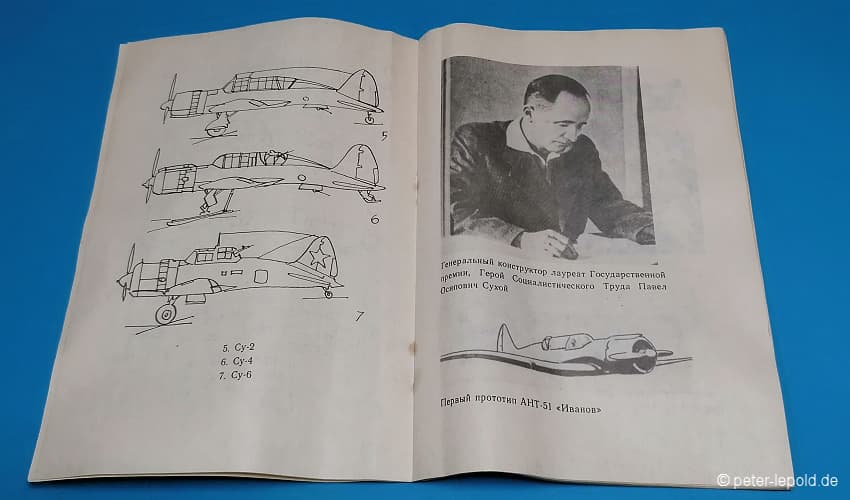 5
6
7
5. Су-2
6. Су-4
7. Су-6
Генеральный конструктор лауреат Государственной
премии, Герой Социалистического Труда Павел
Осипович Сухой
Первый прототип АНТ-51 «Иванов»
© peter-lepold.de